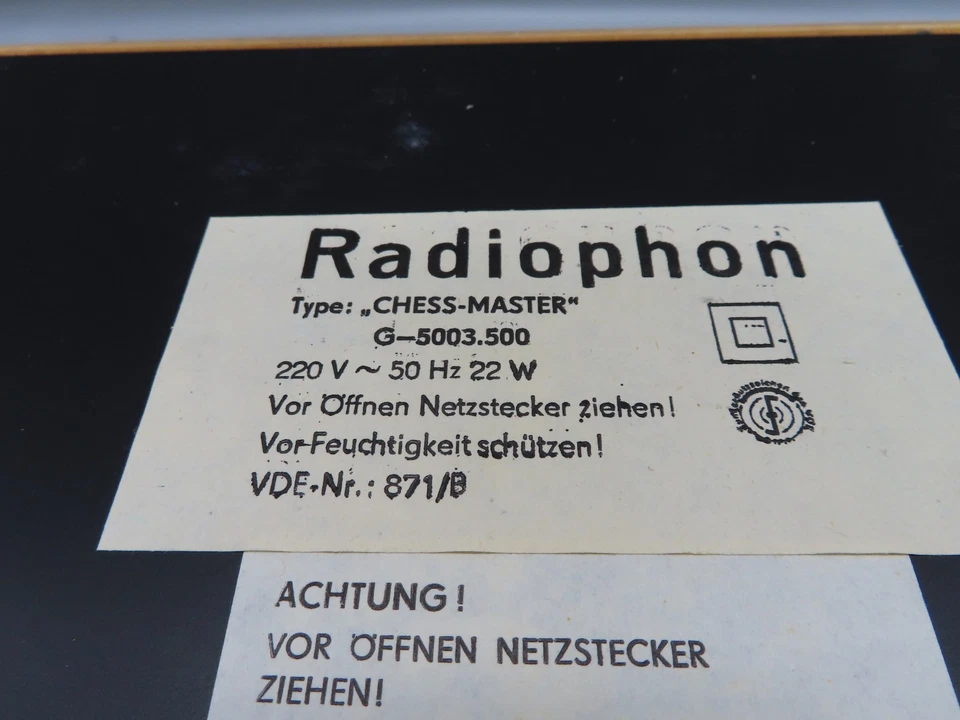 Radiophon
Type: „CHESS-MASTER"
G-5003.500
220 V ~ 50 Hz 22 W
Vor Öffnen Netzstecker ziehen!
Vor Feuchtigkeit schützen!
VDE-Nr.: 871/B
ACHTUNG!
VOR ÖFFNEN NETZSTECKER
ZIEHEN!